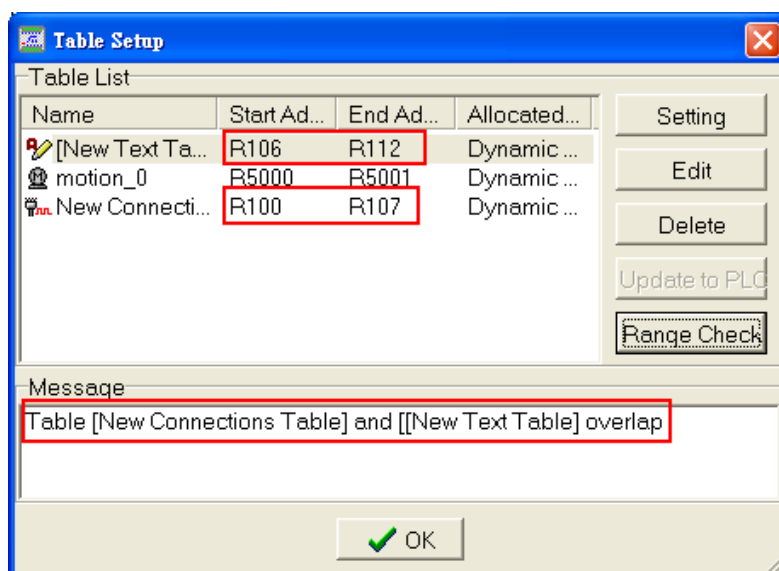 Table Setup
Table List
Name Start Ad... End Ad... Allocated...
[New Text Ta... R106 R112 Dynamic ...
motion_0 R5000 R5001 Dynamic ...
New Connecti... R100 R107 Dynamic ...
Setting
Edit
Delete
Update to PLC
Range Check
Message
Table [New Connections Table] and [[New Text Table] overlap
OK